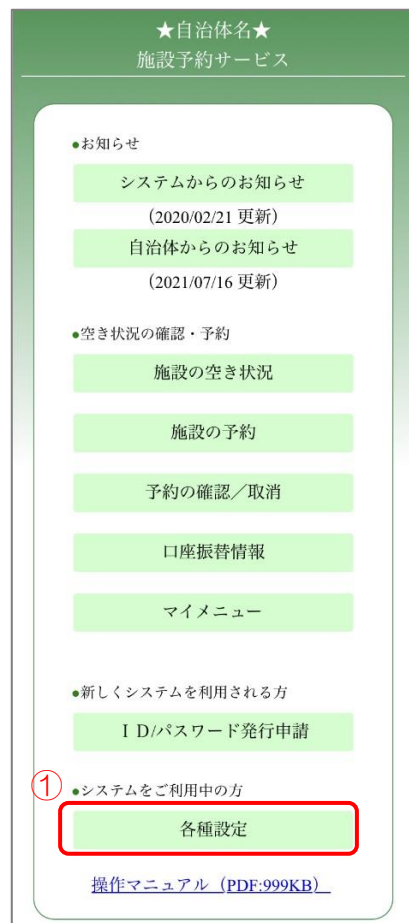 ★自治体名★
施設予約サービス
●お知らせ
システムからのお知らせ
（2020/02/21 更新）
自治体からのお知らせ
（2021/07/16 更新）
●空き状況の確認・予約
施設の空き状況
施設の予約
予約の確認／取消
口座振替情報
マイメニュー
●新しくシステムを利用される方
ＩＤ/パスワード発行申請
① ●システムをご利用中の方
各種設定
操作マニュアル（PDF:999KB）